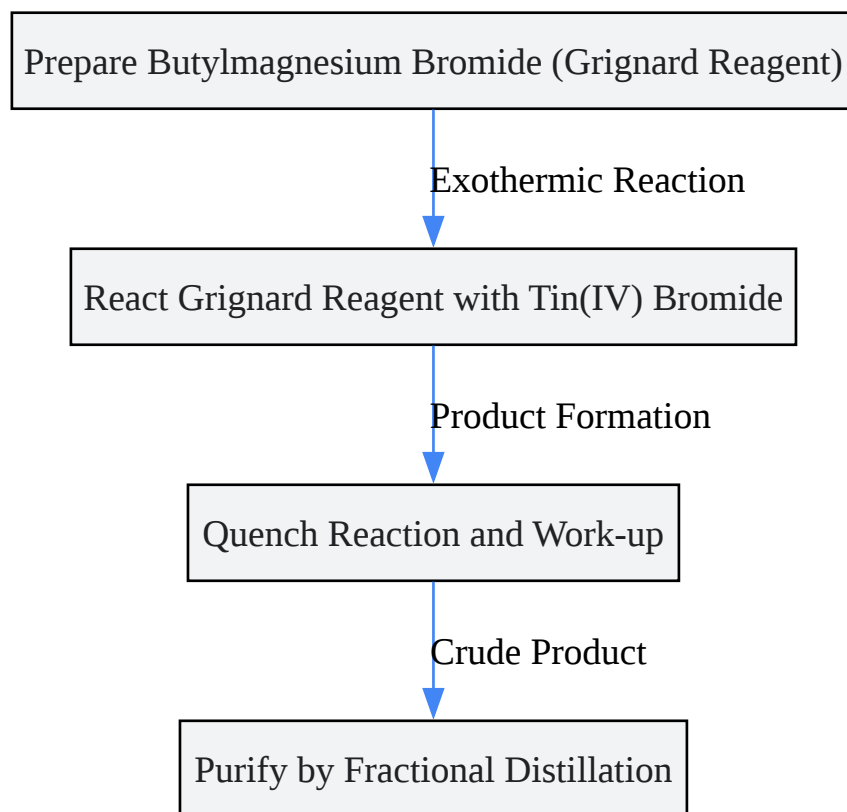 Prepare Butylmagnesium Bromide (Grignard Reagent)
Exothermic Reaction
React Grignard Reagent with Tin(IV) Bromide
Product Formation
Quench Reaction and Work-up
Crude Product
Purify by Fractional Distillation